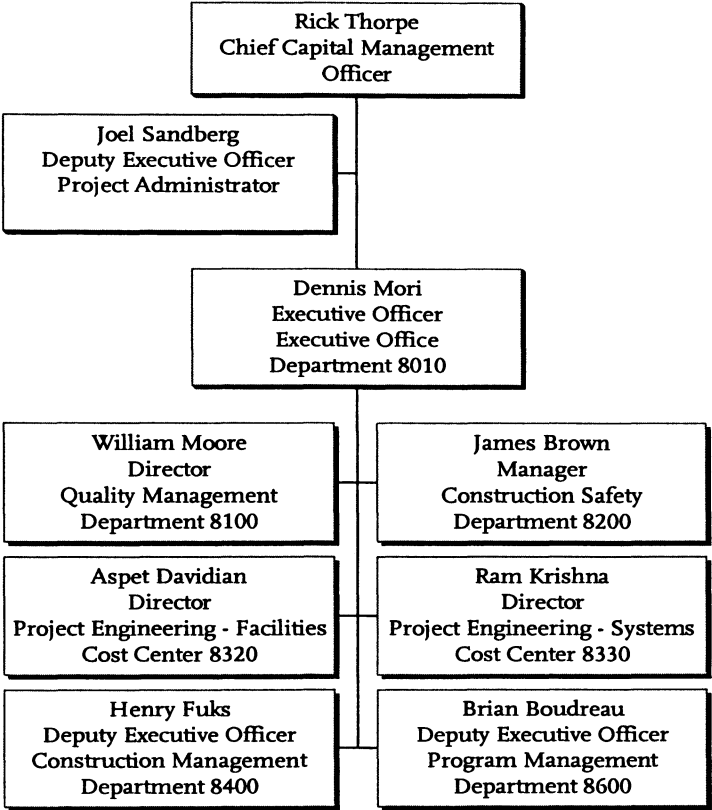 Rick Thorpe
Chief Capital Management
Officer
Joel Sandberg
Deputy Executive Officer
Project Administrator
Dennis Mori
Executive Officer
Executive Office
Department 8010
William Moore
Director
Quality Management
Department 8100
James Brown
Manager
Construction Safety
Department 8200
Aspet Davidian
Director
Project Engineering - Facilities
Cost Center 8320
Ram Krishna
Director
Project Engineering - Systems
Cost Center 8330
Henry Fuks
Deputy Executive Officer
Construction Management
Department 8400
Brian Boudreau
Deputy Executive Officer
Program Management
Department 8600